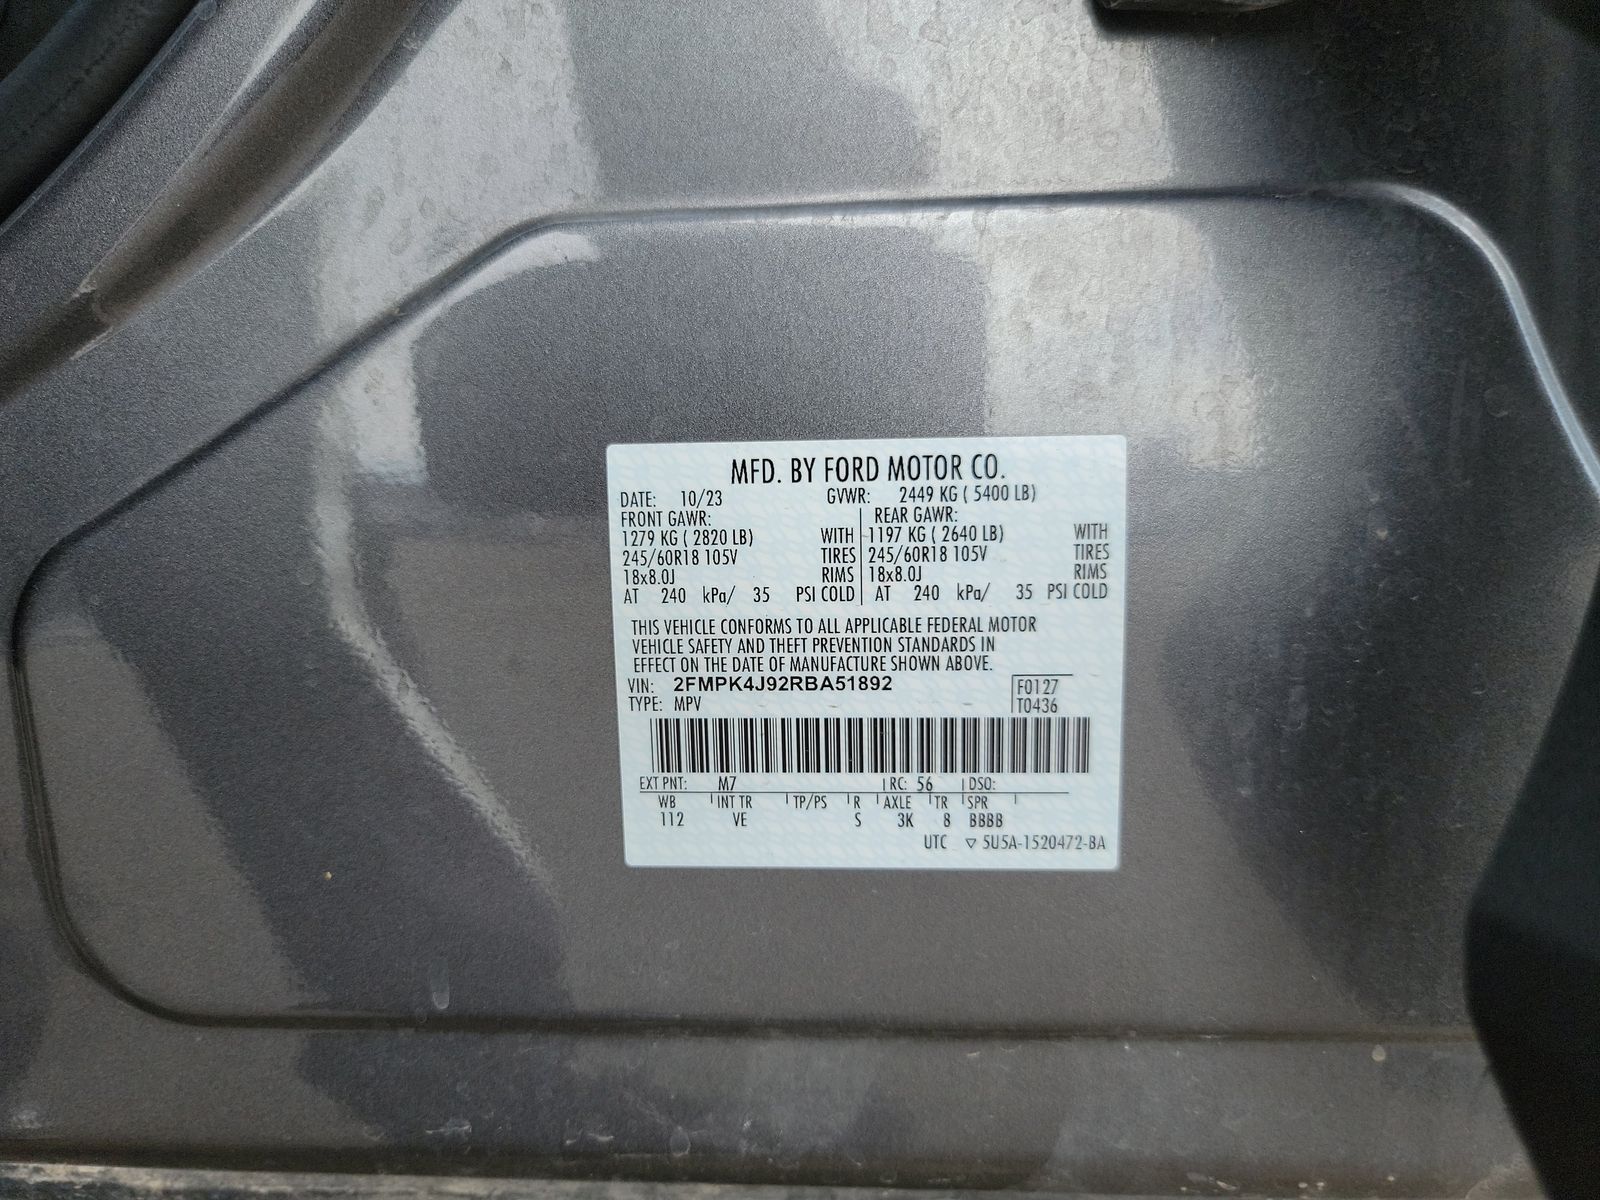 MFD. BY FORD MOTOR CO.
DATE: 10/23 GVWR: 2449 KG ( 5400 LB)
FRONT GAWR: REAR GAWR:
1279 KG ( 2820 LB) WITH 1197 KG ( 2640 LB) WITH
245/60R18 105V TIRES 245/60R18 105V TIRES
18x8.0J RIMS 18x8.0J RIMS
AT 240 kPa/ 35 PSI COLD AT 240 kPa/ 35 PSI COLD
THIS VEHICLE CONFORMS TO ALL APPLICABLE FEDERAL MOTOR
VEHICLE SAFETY AND THEFT PREVENTION STANDARDS IN
EFFECT ON THE DATE OF MANUFACTURE SHOWN ABOVE.
VIN: 2FMPK4J92RBA51892 F0127
TYPE: MPV T0436
EXT PNT: M7 RC: 56 DSO:
WB INT TR TP/PS R AXLE TR SPR
112 VE S 3K 8 BBBB
UTC ▽ 5U5A-1520472-BA